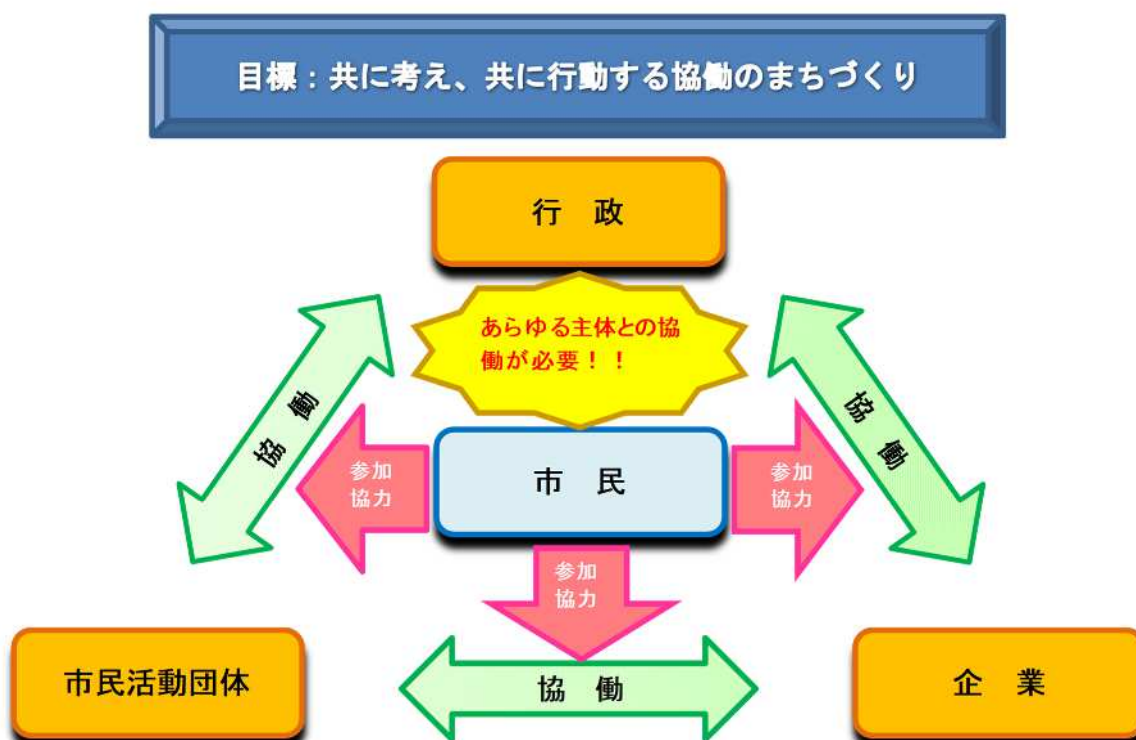 目標：共に考え、共に行動する協働のまちづくり
行　政
あらゆる主体との協
働が必要！！
協　働
協　働
参加
協力
市　民
参加
協力
参加
協力
市民活動団体
協　働
企　業